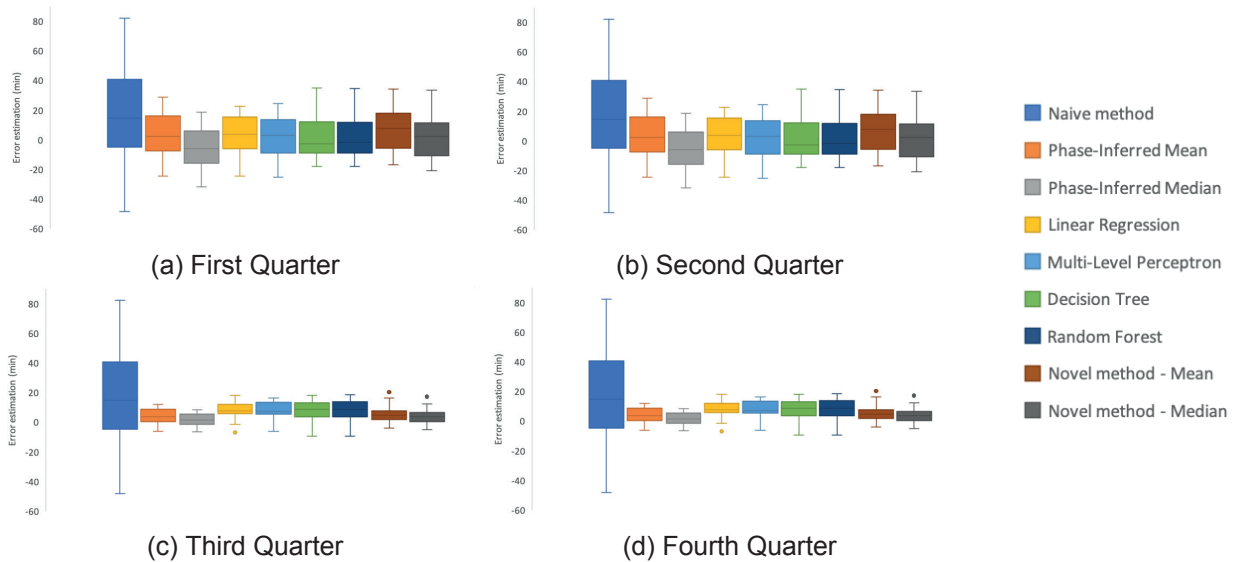 80
60
40
20
0
-20
-40
-60
Error estimation (min)
(a) First Quarter
80
60
40
20
0
-20
-40
-60
Error estimation (min)
(b) Second Quarter
80
60
40
20
0
-20
-40
-60
Error estimation (min)
(c) Third Quarter
80
60
40
20
0
-20
-40
-60
Error estimation (min)
(d) Fourth Quarter
Naive method
Phase-Inferred Mean
Phase-Inferred Median
Linear Regression
Multi-Level Perceptron
Decision Tree
Random Forest
Novel method - Mean
Novel method - Median